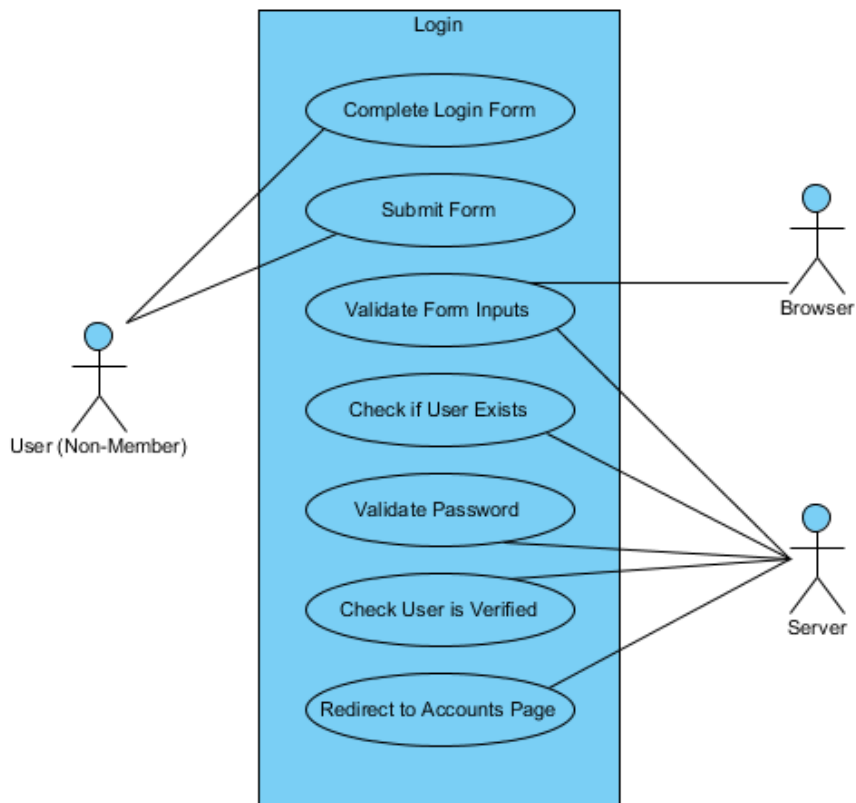 Login
Complete Login Form
Submit Form
Validate Form Inputs
Browser
Check if User Exists
User (Non-Member)
Validate Password
Check User is Verified
Server
Redirect to Accounts Page